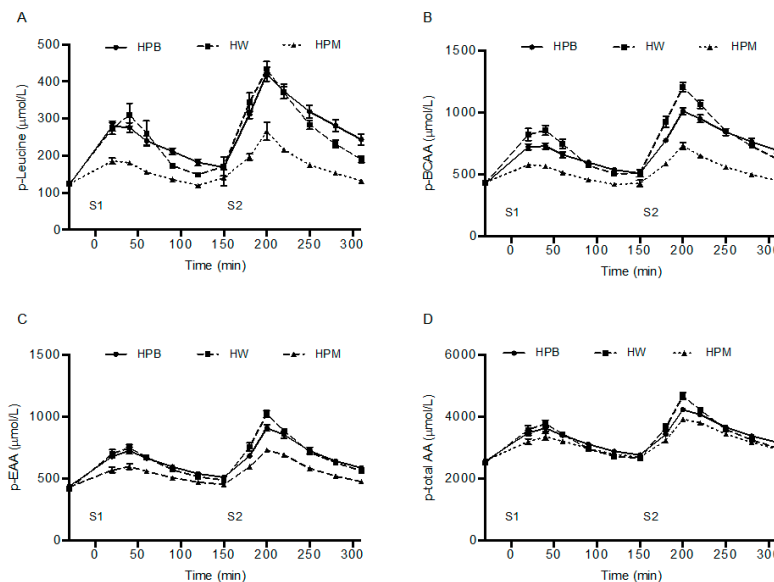 A
HPB HW HPM
500
400
300
200
100
0
p-Leucine (µmol/L)
S1 S2
0 50 100 150 200 250 300
Time (min)
B
HPB HW HPM
1500
1000
500
0
p-BCAA (µmol/L)
S1 S2
0 50 100 150 200 250 300
Time (min)
C
HPB HW HPM
1500
1000
500
0
p-EAA (µmol/L)
S1 S2
0 50 100 150 200 250 300
Time (min)
D
HPB HW HPM
6000
4000
2000
0
p-total AA (µmol/L)
S1 S2
0 50 100 150 200 250 300
Time (min)